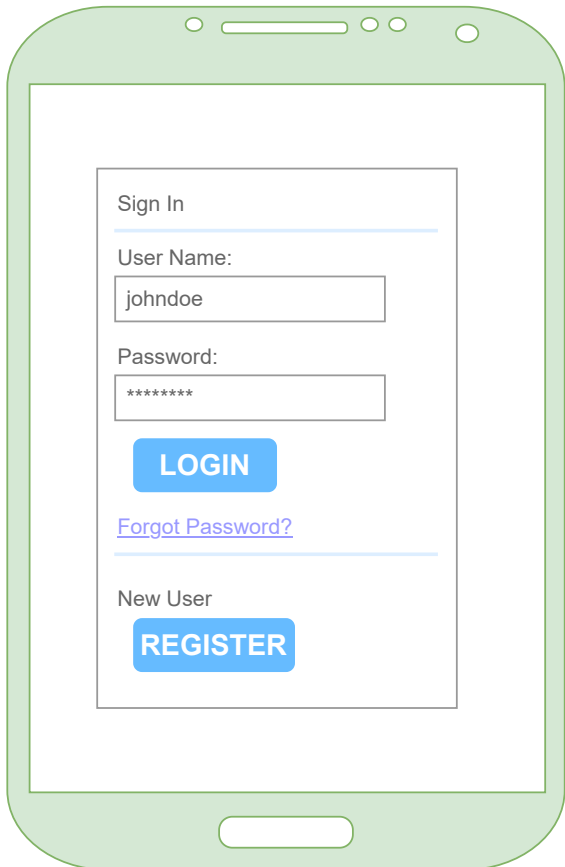 Sign In
User Name:
johndoe
Password:
********
LOGIN
Forgot Password?
New User
REGISTER